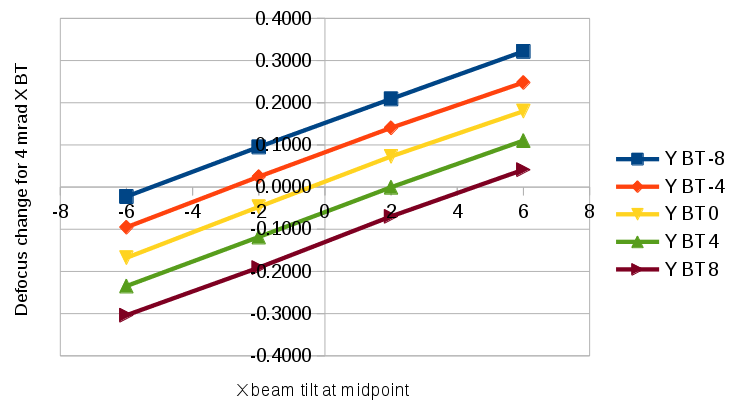 0.4000
0.3000
0.2000
0.1000
0.0000
-8 -6 -4 -2 0 2 4 6 8
-0.1000
-0.2000
-0.3000
-0.4000
Defocus change for 4 mrad X BT
X beam tilt at midpoint
Y BT-8
Y BT-4
Y BT 0
Y BT 4
Y BT 8